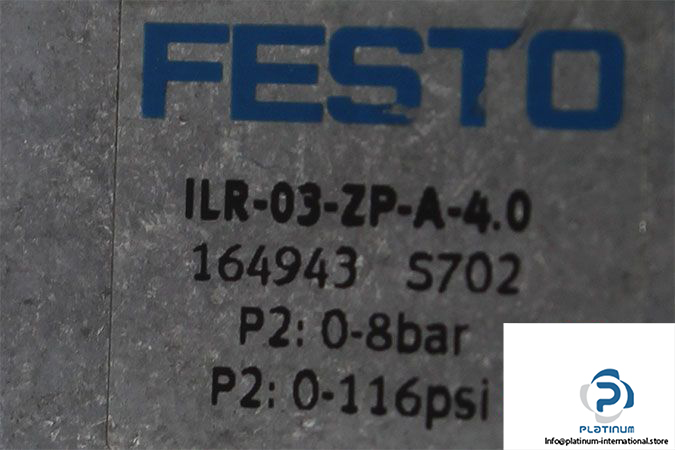 FESTO
ILR-03-ZP-A-4.0
164943 S702
P2: 0-8bar
P2: 0-116psi
PLATINUM
Info@platinum-international.store